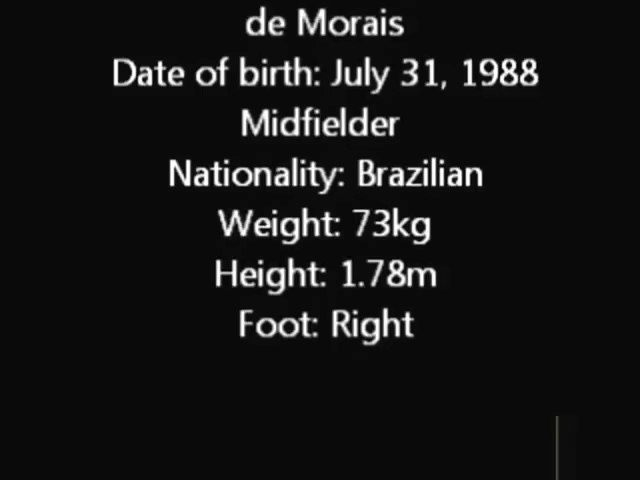 de Morais
Date of birth: July 31, 1988
Midfielder
Nationality: Brazilian
Weight: 73kg
Height: 1.78m
Foot: Right